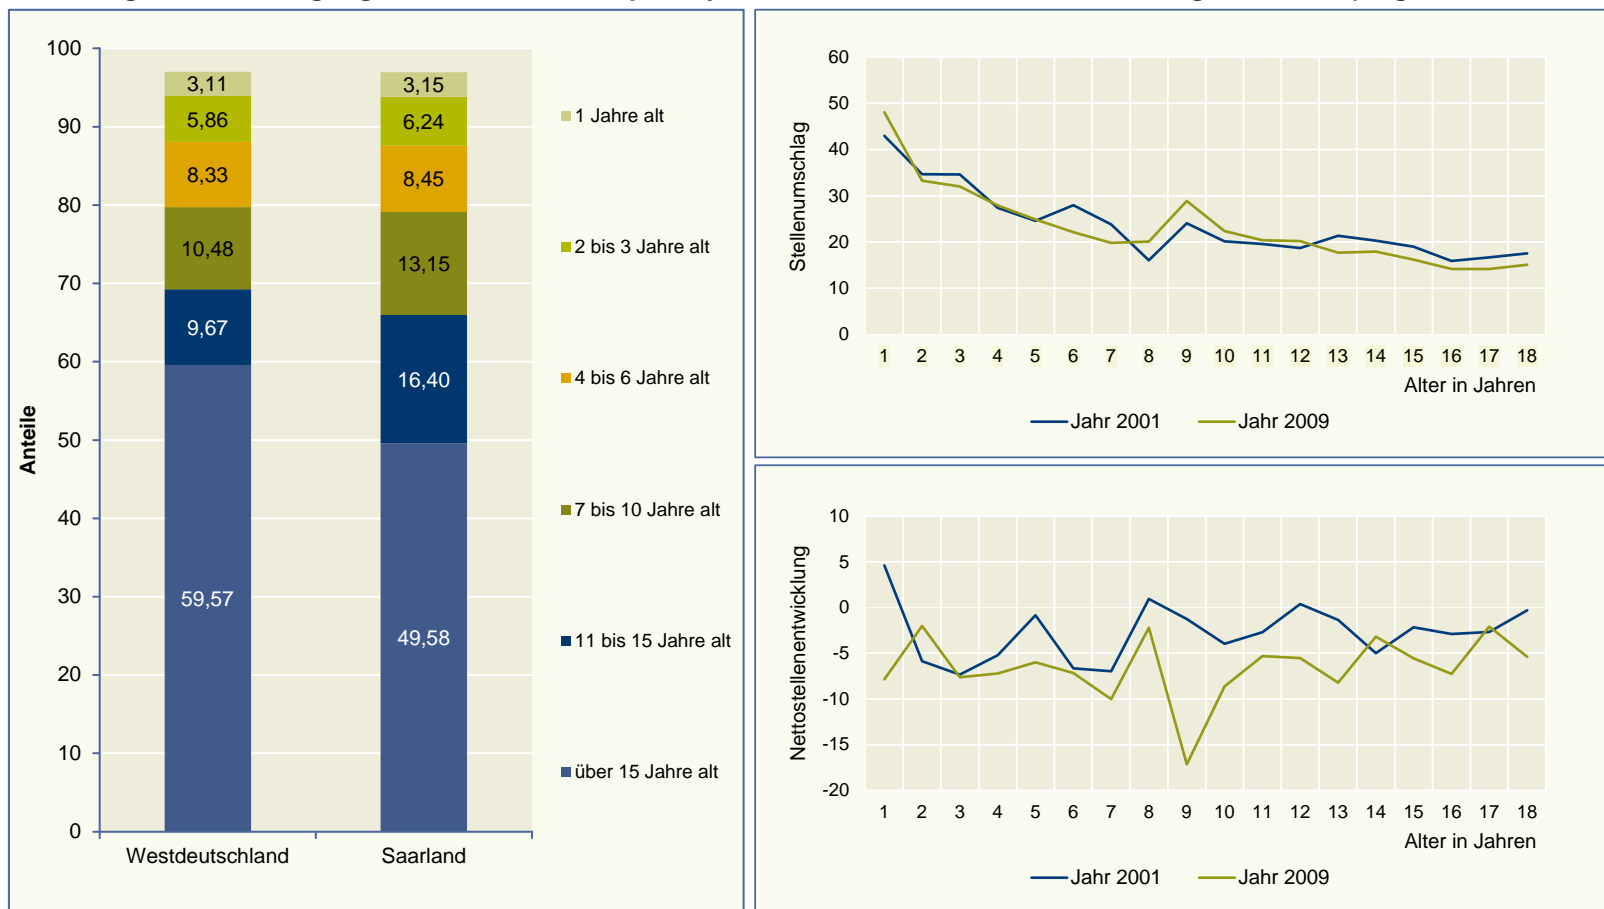 100
90
80
70
60
50
40
30
20
10
0
Anteile
3,11
5,86
8,33
10,48
9,67
59,57
3,15
6,24
8,45
13,15
16,40
49,58
Westdeutschland
Saarland
1 Jahre alt
2 bis 3 Jahre alt
4 bis 6 Jahre alt
7 bis 10 Jahre alt
11 bis 15 Jahre alt
über 15 Jahre alt
Stellenumschlag
60
50
40
30
20
10
0
1 2 3 4 5 6 7 8 9 10 11 12 13 14 15 16 17 18
Alter in Jahren
Jahr 2001 Jahr 2009
Nettostellenentwicklung
10
5
0
-5
-10
-15
-20
1 2 3 4 5 6 7 8 9 10 11 12 13 14 15 16 17 18
Alter in Jahren
Jahr 2001 Jahr 2009